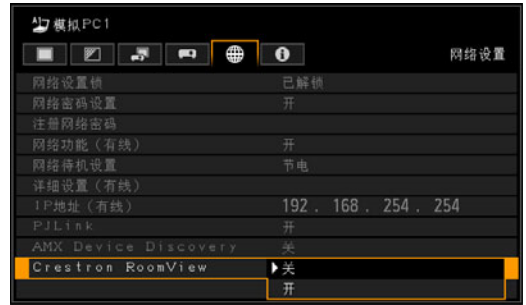 模拟PC1
网络设置
网络设置锁 已解锁
网络密码设置 开
注册网络密码
网络功能（有线） 开
网络待机设置 节电
详细设置（有线）
IP地址（有线） 192 . 168 . 254 . 254
PJLink 开
AMX Device Discovery 关
Crestron RoomView ▶关
开